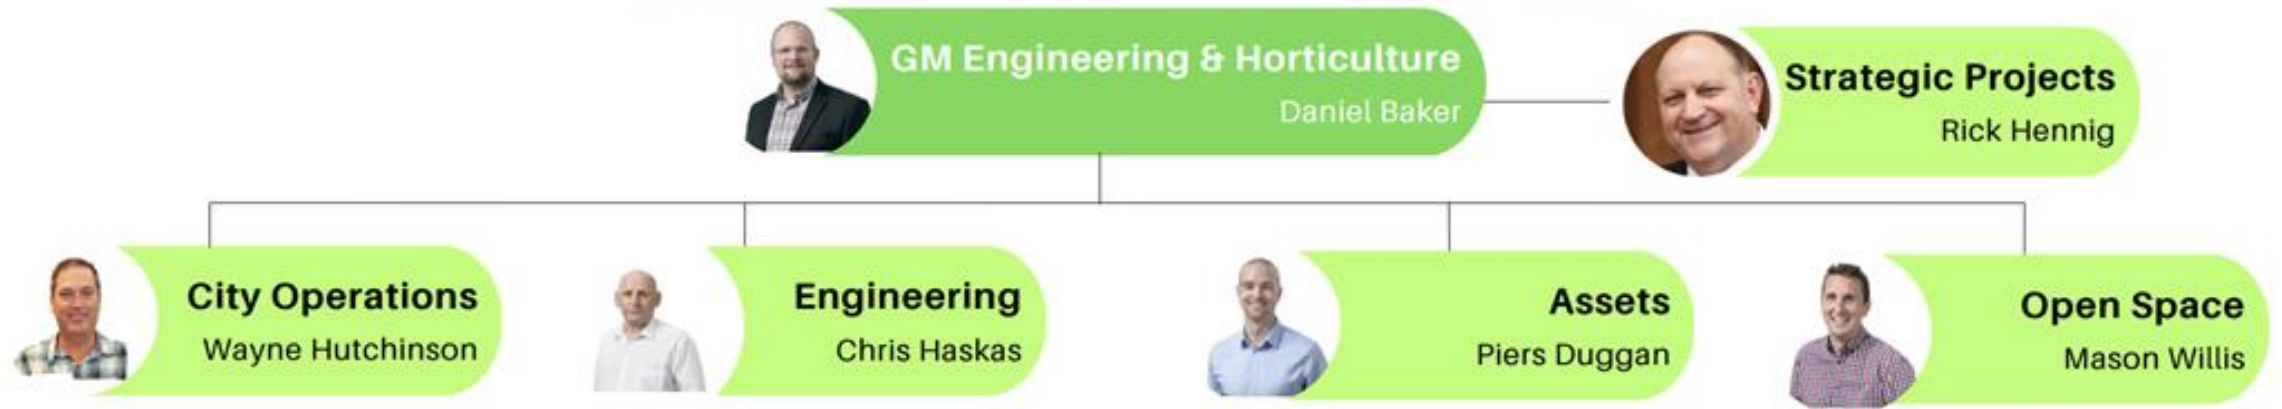 GM Engineering & Horticulture
Daniel Baker
Strategic Projects
Rick Hennig
City Operations
Wayne Hutchinson
Engineering
Chris Haskas
Assets
Piers Duggan
Open Space
Mason Willis